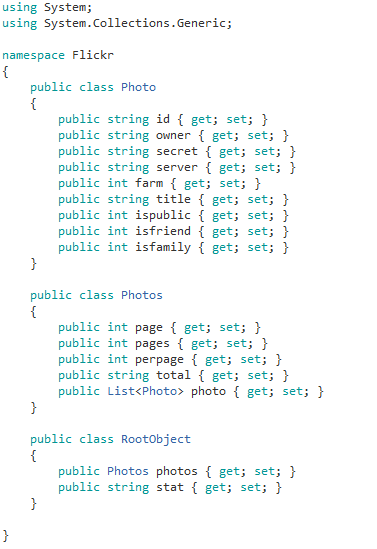 using System;
using System.Collections.Generic;

namespace Flickr
{
    public class Photo
    {
        public string id { get; set; }
        public string owner { get; set; }
        public string secret { get; set; }
        public string server { get; set; }
        public int farm { get; set; }
        public string title { get; set; }
        public int ispublic { get; set; }
        public int isfriend { get; set; }
        public int isfamily { get; set; }
    }

    public class Photos
    {
        public int page { get; set; }
        public int pages { get; set; }
        public int perpage { get; set; }
        public string total { get; set; }
        public List<Photo> photo { get; set; }
    }

    public class RootObject
    {
        public Photos photos { get; set; }
        public string stat { get; set; }
    }

}